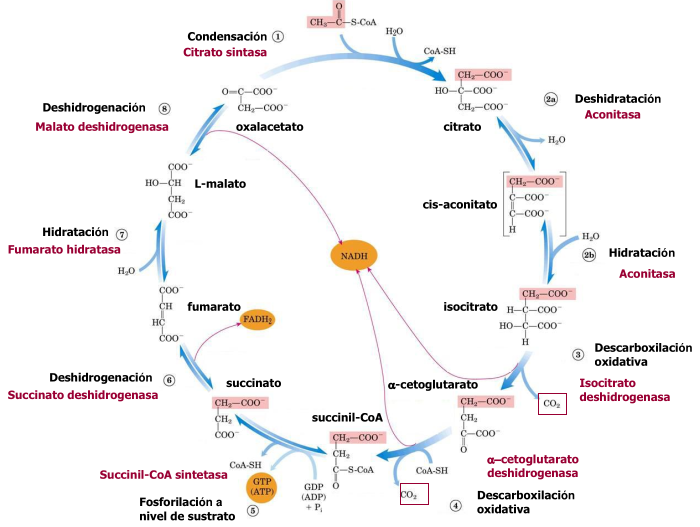 CH₃—C—S-CoA
O
Condensación ①
Citrato sintasa
H₂O
CoA-SH
O=C—COO⁻
CH₂—COO⁻
oxalacetato
CH₂—COO⁻
HO—C—COO⁻
CH₂—COO⁻
citrato
2a Deshidratación
Aconitasa
H₂O
CH₂—COO⁻
C—COO⁻
C—COO⁻
H
cis-aconitato
H₂O
2b Hidratación
Aconitasa
CH₂—COO⁻
H—C—COO⁻
HO—C—COO⁻
H
isocitrato
③ Descarboxilación
oxidativa
Isocitrato
deshidrogenasa
CO₂
α-cetoglutarato
CH₂—COO⁻
CH₂
C—COO⁻
O
α–cetoglutarato
deshidrogenasa
④ Descarboxilación
oxidativa
CoA-SH
CO₂
succinil-CoA
CH₂—COO⁻
CH₂
C—S-CoA
O
Succinil-CoA sintetasa
CoA-SH
GTP
(ATP)
GDP
(ADP)
+ Pᵢ
Fosforilación a ⑤
nivel de sustrato
succinato
CH₂—COO⁻
CH₂
COO⁻
Deshidrogenación ⑥
Succinato deshidrogenasa
FADH₂
fumarato
COO⁻
CH
HC
COO⁻
Hidratación ⑦
Fumarato hidratasa
H₂O
L-malato
COO⁻
HO—CH
CH₂
COO⁻
Deshidrogenación ⑧
Malato deshidrogenasa
NADH